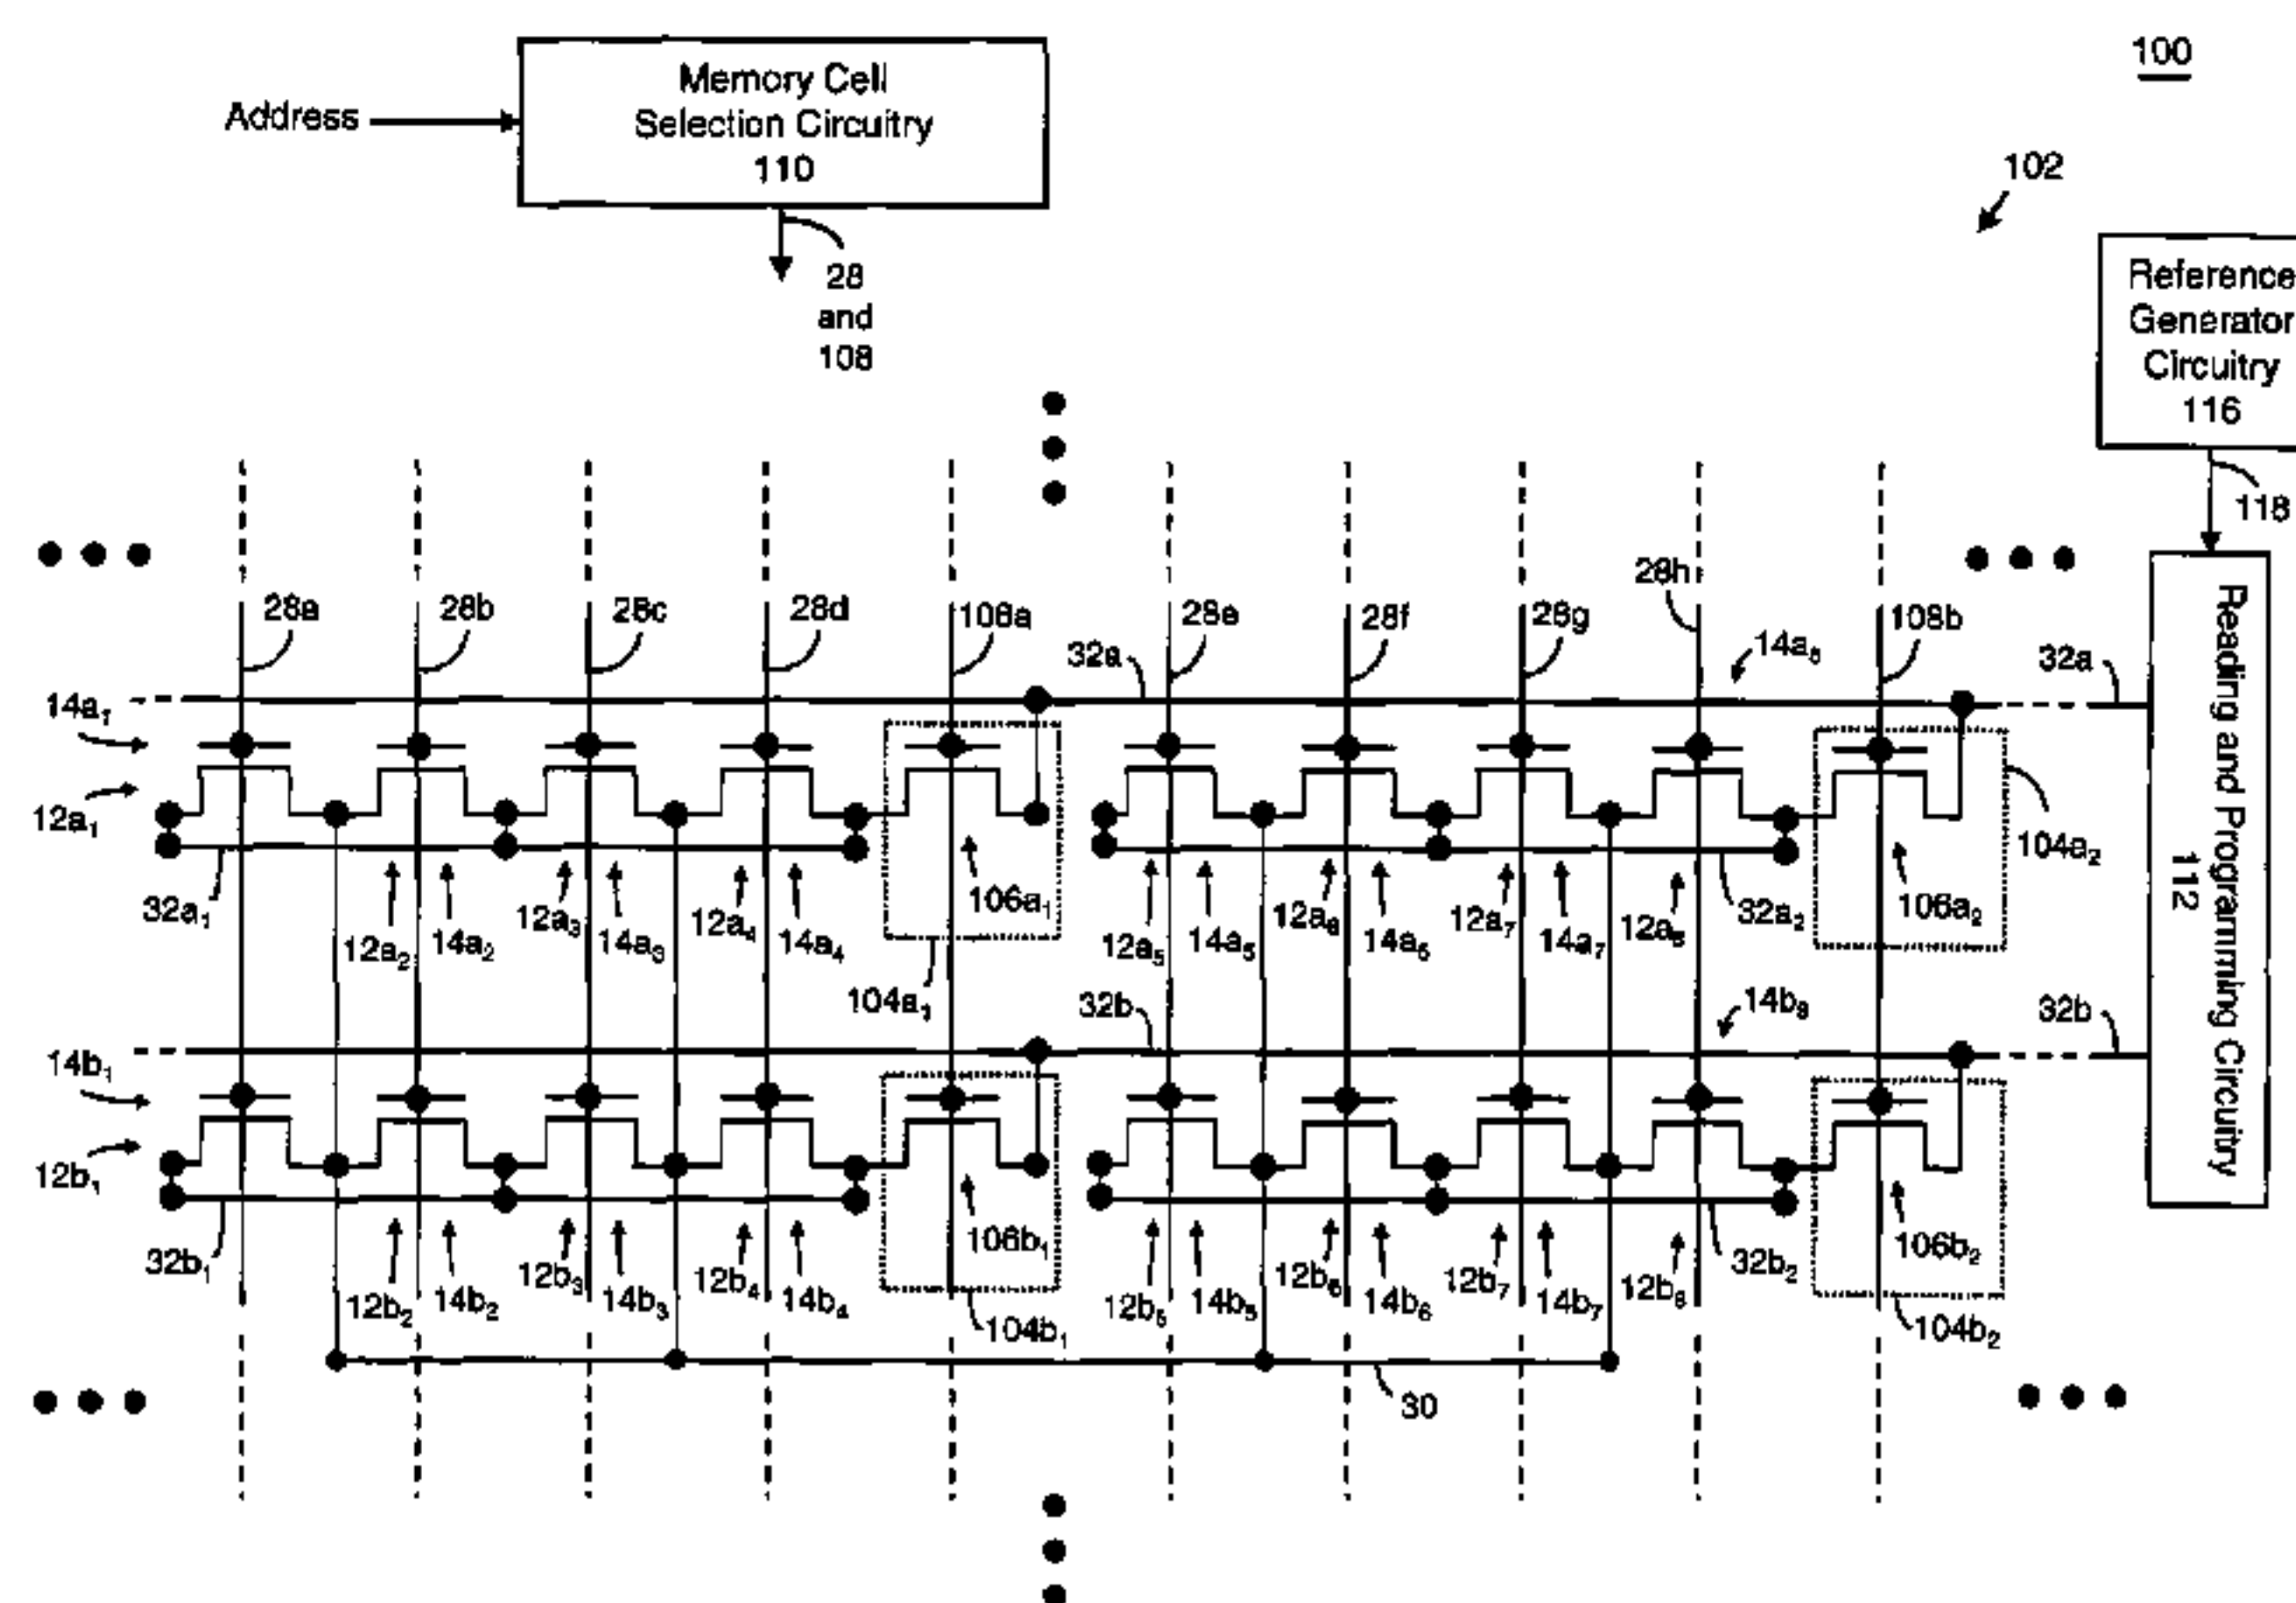 100
Memory Cell
Selection Circuitry
110
Address
28
and
108
102
Reference
Generator
Circuitry
116
118
28a
28b
28c
28d
108a
28e
28f
28g
28h
108b
32a
14a₈
32a
14a₁
12a₁
32a₁
12a₂
14a₂
12a₃
14a₃
12a₄
14a₄
106a₁
104a₁
12a₅
14a₅
12a₆
14a₆
12a₇
14a₇
12a₈
32a₂
106a₂
104a₂
Reading and Programming Circuitry
112
32b
14b₈
32b
14b₁
12b₁
32b₁
12b₂
14b₂
12b₃
14b₃
12b₄
14b₄
106b₁
104b₁
12b₅
14b₅
12b₆
14b₆
12b₇
14b₇
12b₈
32b₂
106b₂
104b₂
30